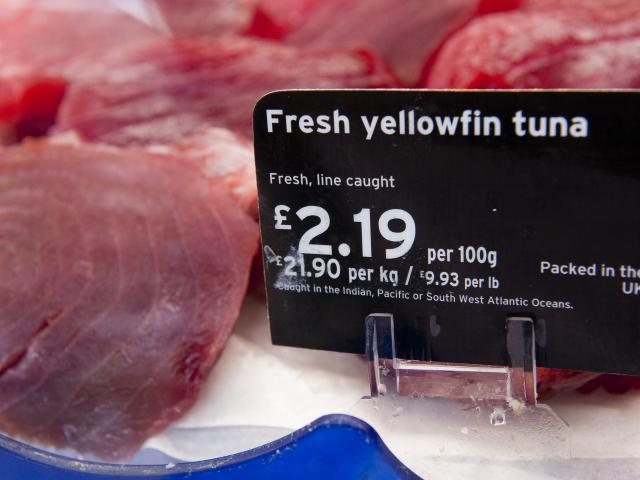 Fresh yellowfin tuna
Fresh, line caught
£2.19 per 100g
£21.90 per kg / £9.93 per lb
Packed in the
UK
Caught in the Indian, Pacific or South West Atlantic Oceans.